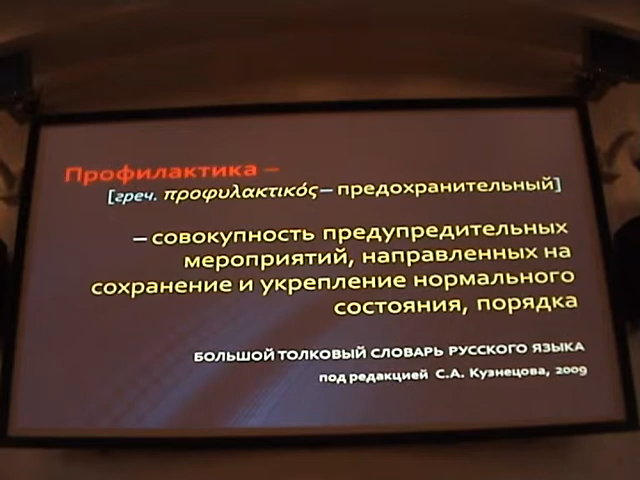 Профилактика –
[греч. προφυλακτικός – предохранительный]
– совокупность предупредительных
мероприятий, направленных на
сохранение и укрепление нормального
состояния, порядка
БОЛЬШОЙ ТОЛКОВЫЙ СЛОВАРЬ РУССКОГО ЯЗЫКА
под редакцией С.А. Кузнецова, 2009